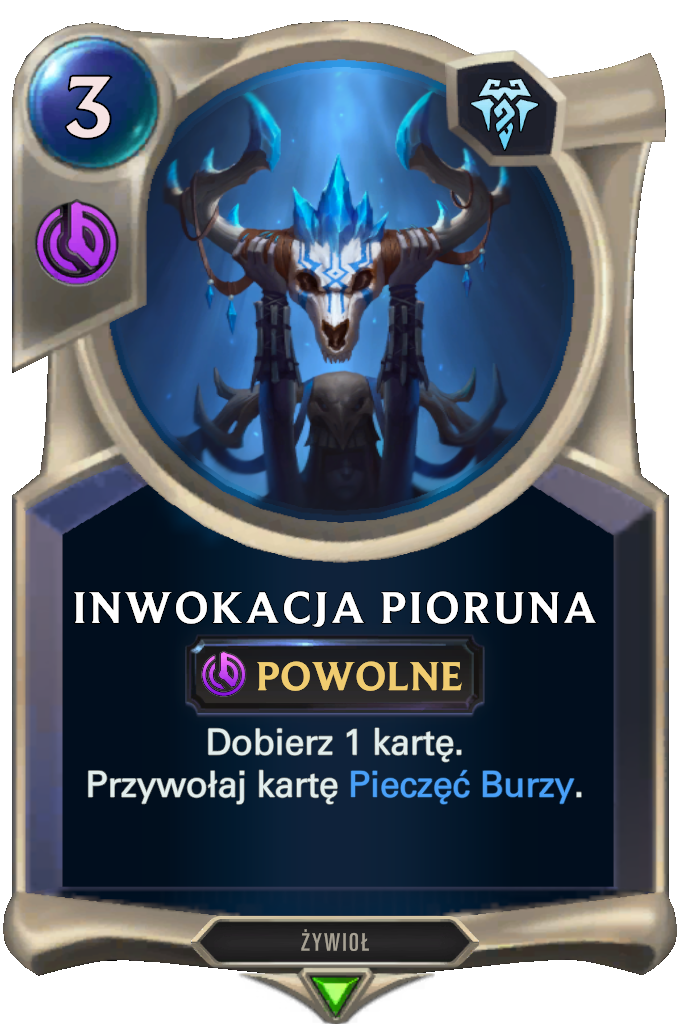 3
INWOKACJA PIORUNA
POWOLNE
Dobierz 1 kartę.
Przywołaj kartę Pieczęć Burzy.
ŻYWIOŁ